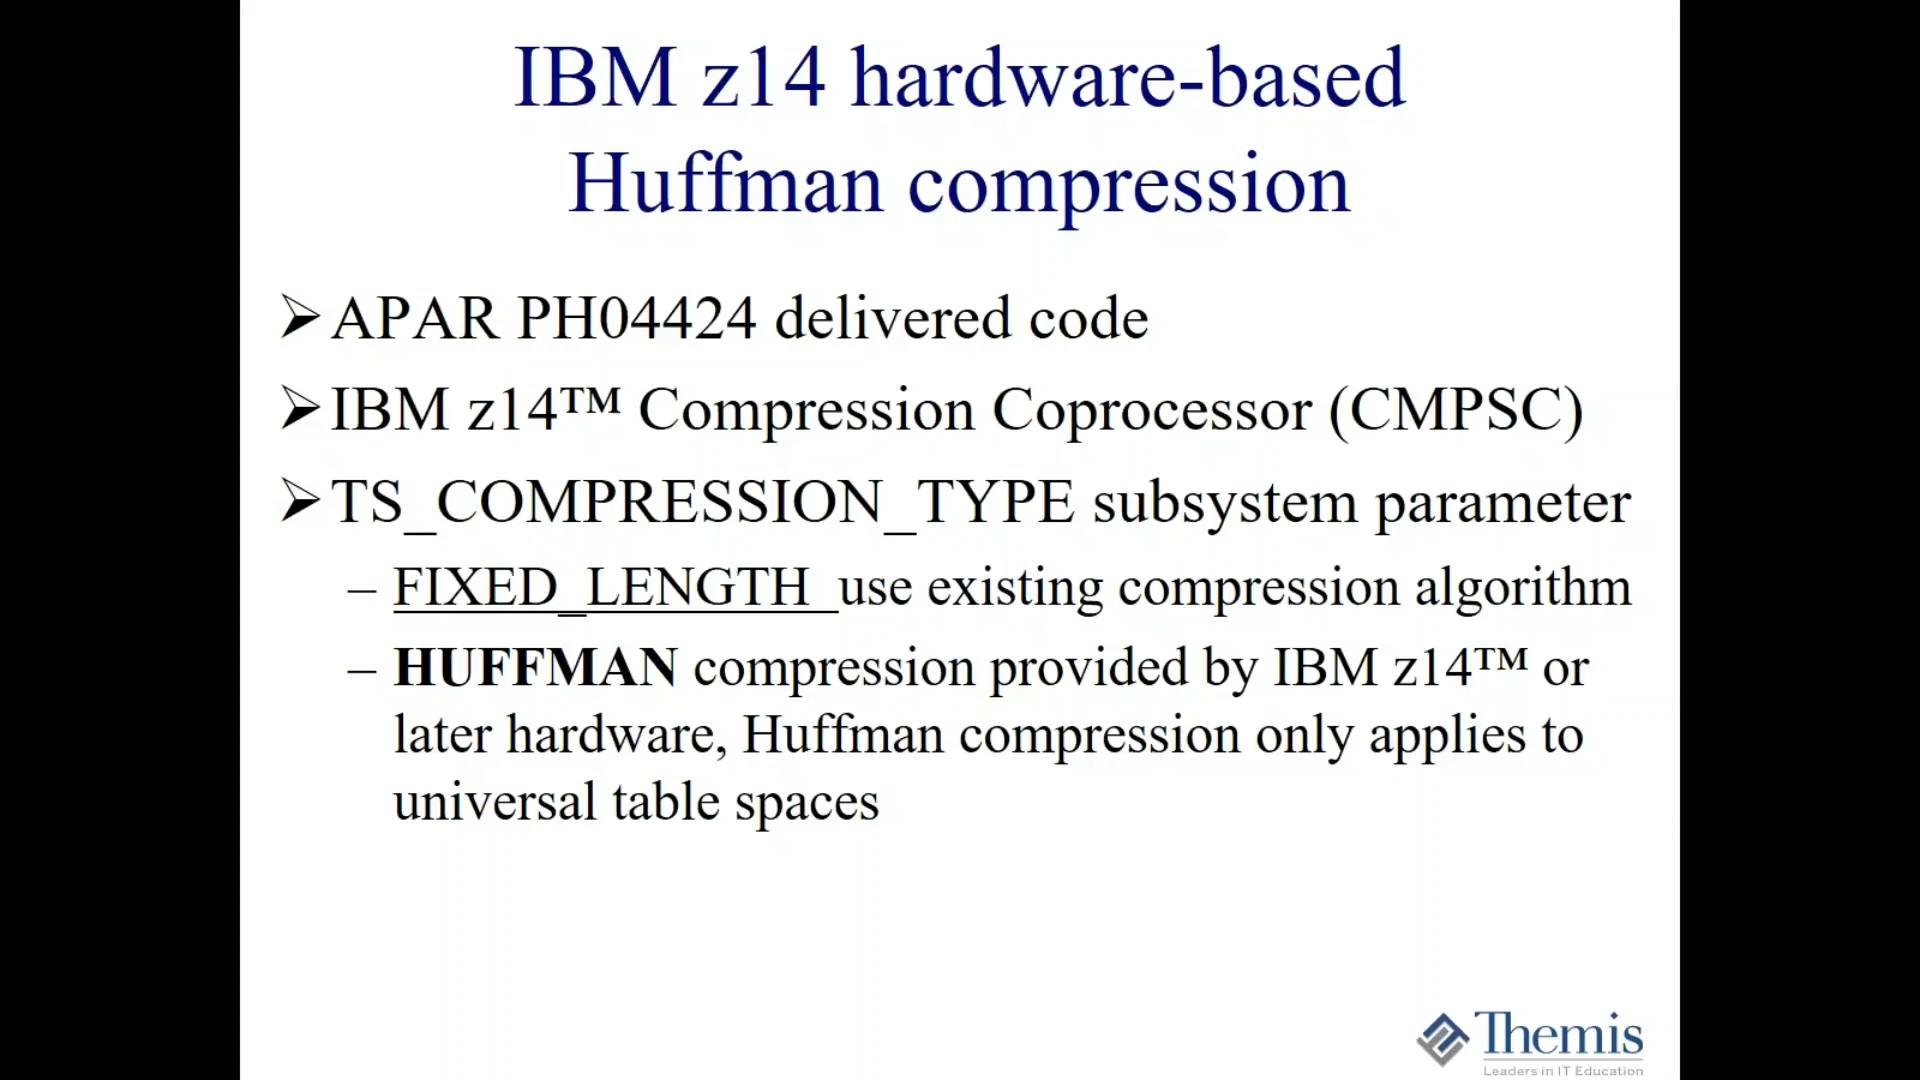 IBM z14 hardware-based
Huffman compression
➢APAR PH04424 delivered code
➢IBM z14™ Compression Coprocessor (CMPSC)
➢TS_COMPRESSION_TYPE subsystem parameter
– FIXED_LENGTH use existing compression algorithm
– HUFFMAN compression provided by IBM z14™ or
later hardware, Huffman compression only applies to
universal table spaces
Themis
Leaders in IT Education